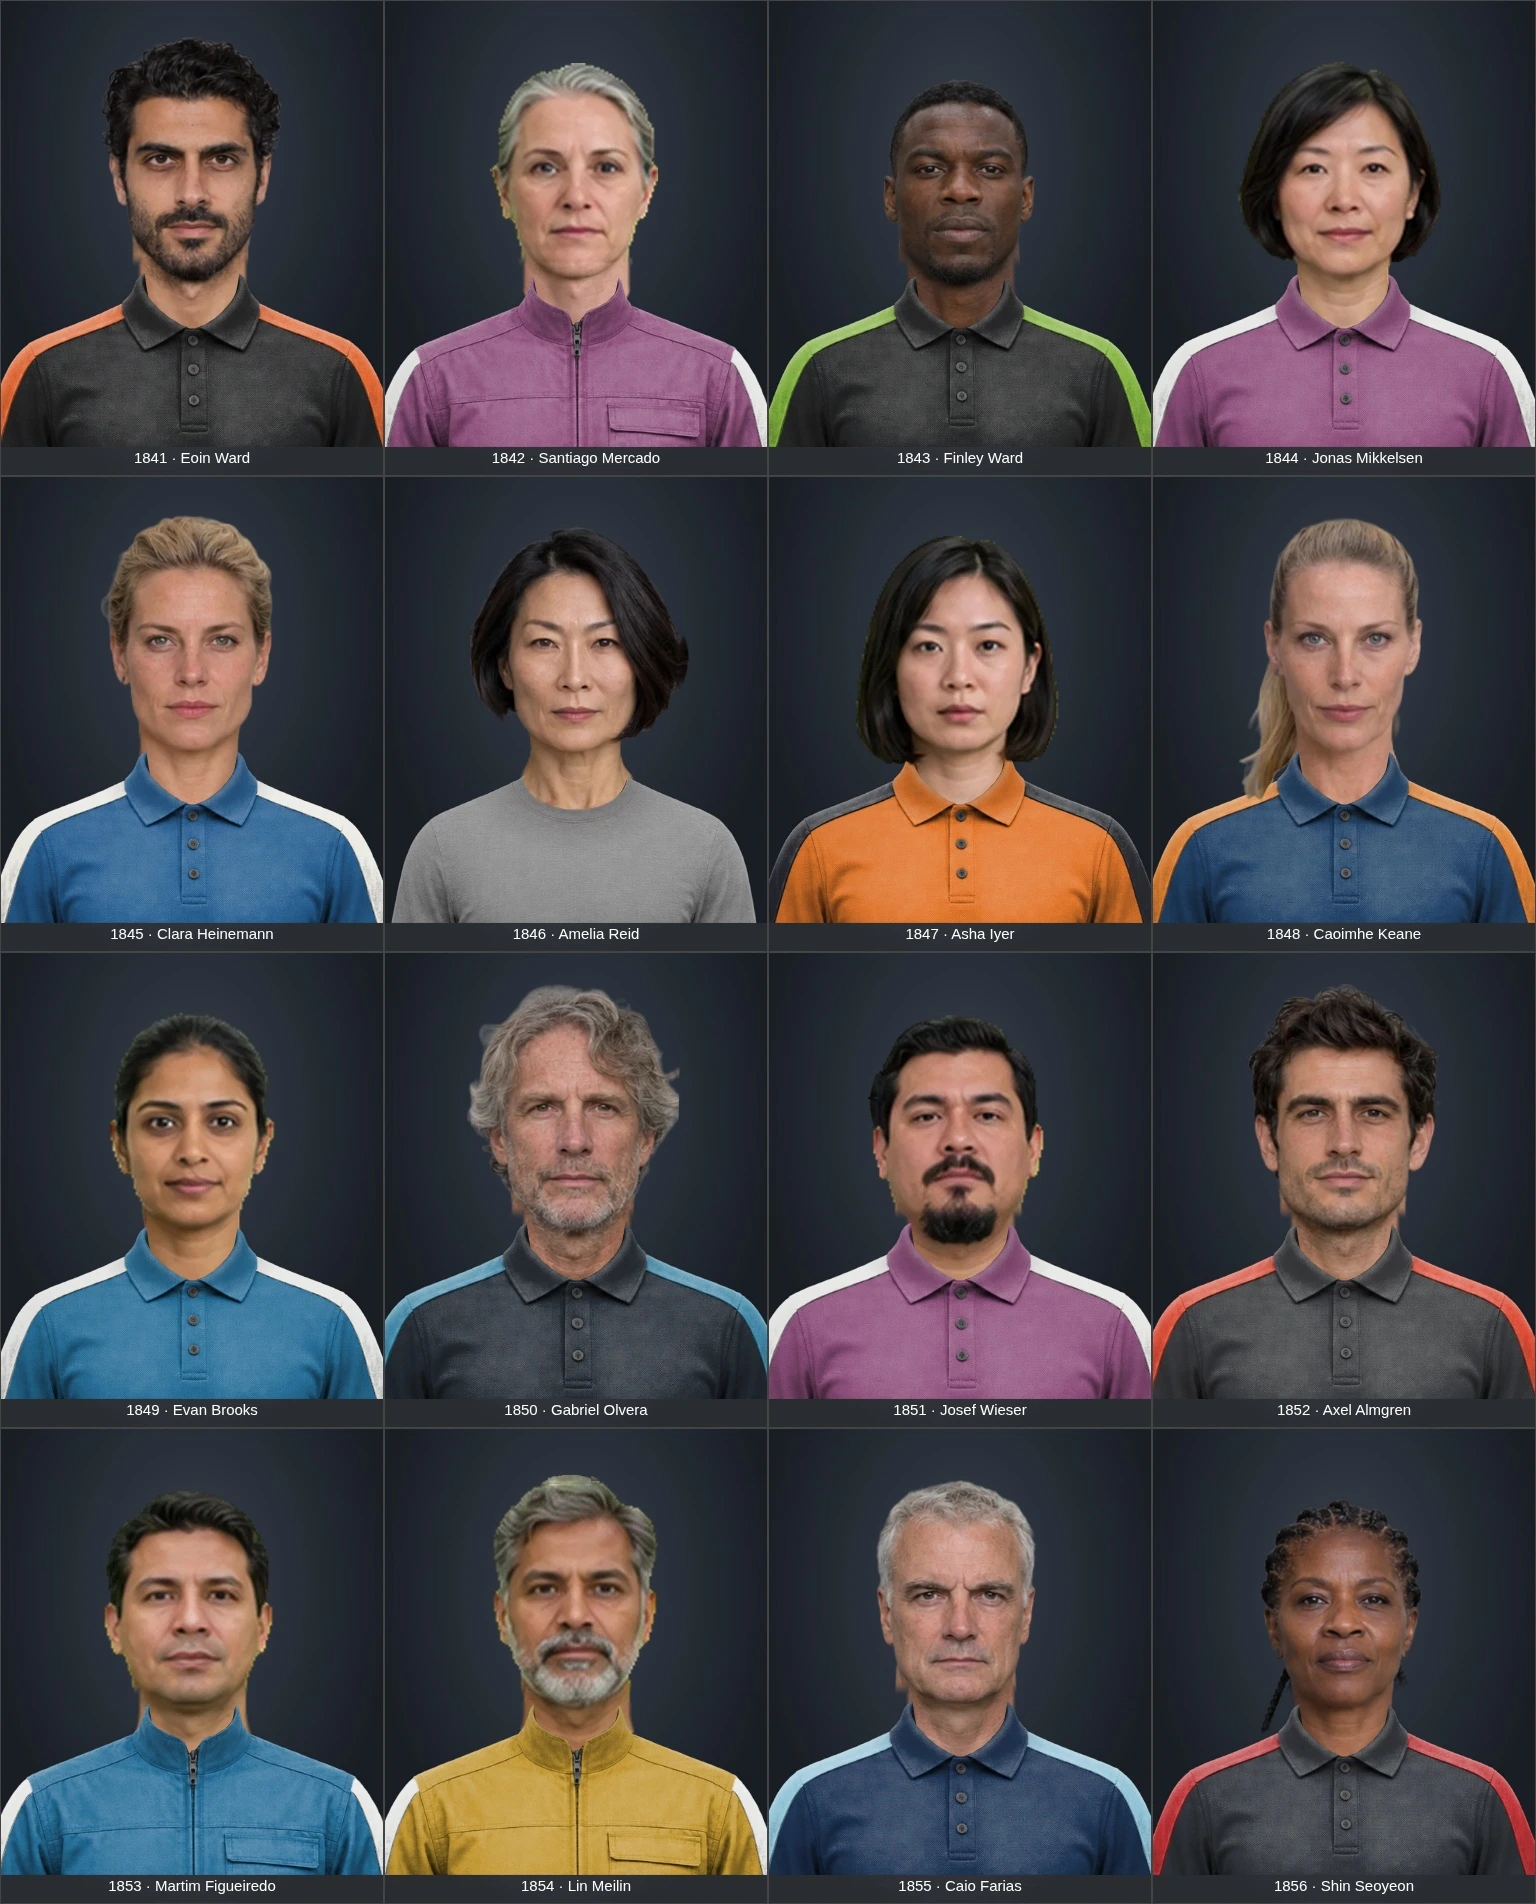 1841 · Eoin Ward
1842 · Santiago Mercado
1843 · Finley Ward
1844 · Jonas Mikkelsen
1845 · Clara Heinemann
1846 · Amelia Reid
1847 · Asha Iyer
1848 · Caoimhe Keane
1849 · Evan Brooks
1850 · Gabriel Olvera
1851 · Josef Wieser
1852 · Axel Almgren
1853 · Martim Figueiredo
1854 · Lin Meilin
1855 · Caio Farias
1856 · Shin Seoyeon